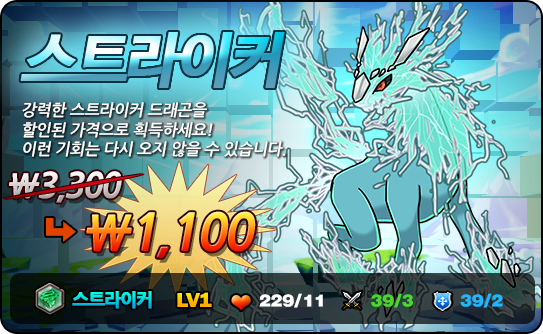 스트라이커
강력한 스트라이커 드래곤을
할인된 가격으로 획득하세요!
이런 기회는 다시 오지 않을 수 있습니다.
₩3,300
₩1,100
스트라이커 LV1 229/11 39/3 39/2